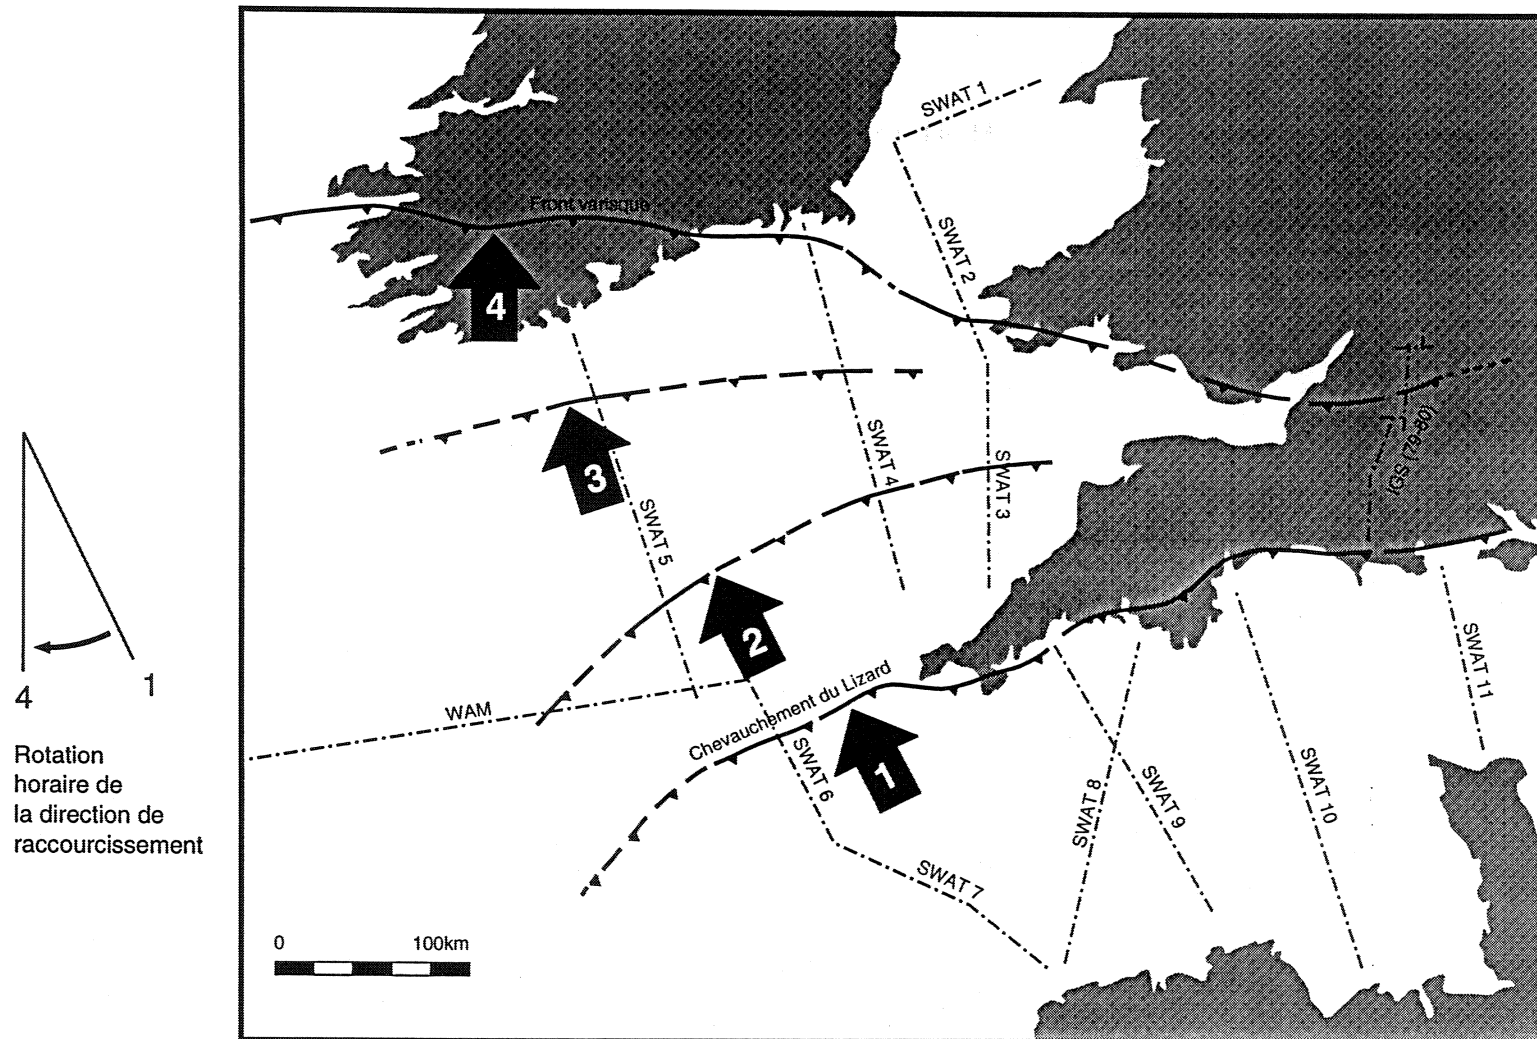 SWAT 1
Front varisque
SWAT 2
4
IGS (79-80)
3
SWAT 4
SWAT 3
SWAT 5
2
WAM
Chevauchement du Lizard
SWAT 6
1
SWAT 11
SWAT 10
SWAT 9
SWAT 8
SWAT 7
0 100km
4 1
Rotation
horaire de
la direction de
raccourcissement